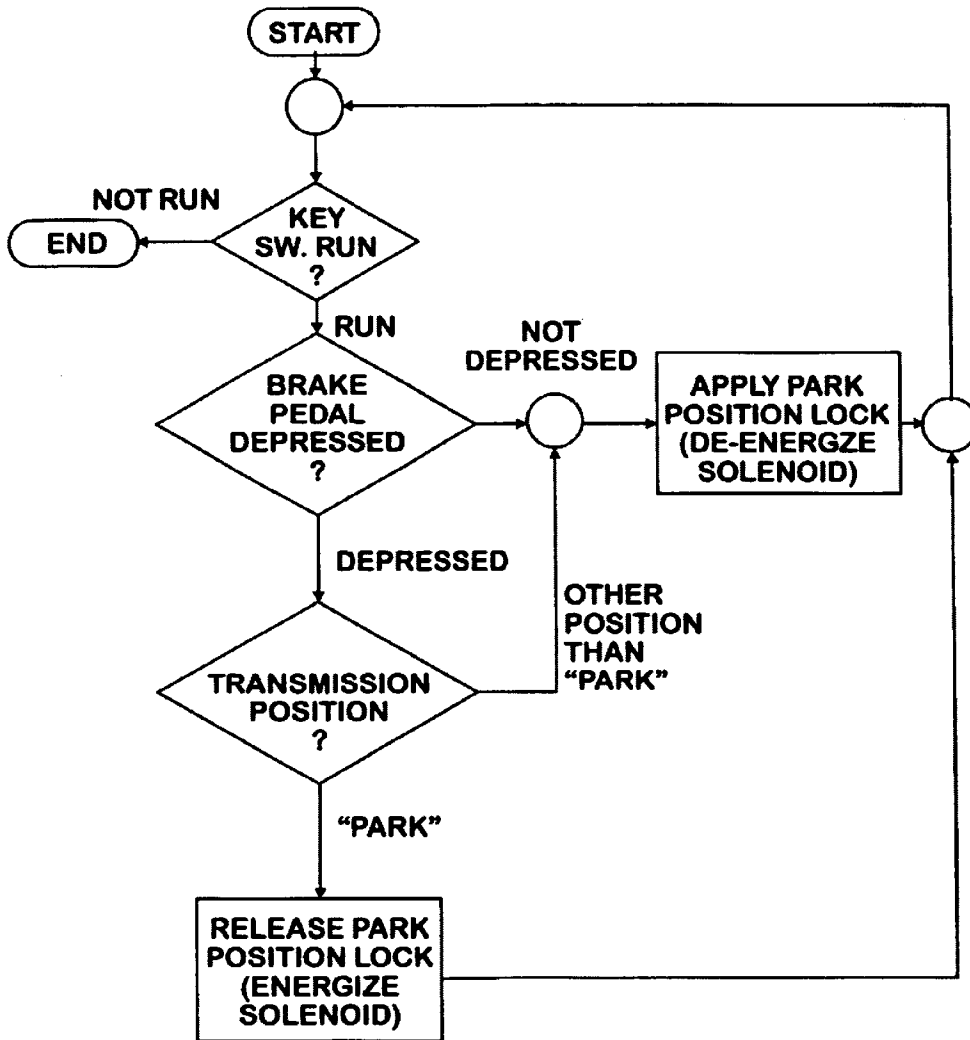 START
NOT RUN
END
KEY
SW. RUN
?
RUN
NOT
DEPRESSED
BRAKE
PEDAL
DEPRESSED
?
APPLY PARK
POSITION LOCK
(DE-ENERGZE
SOLENOID)
DEPRESSED
OTHER
POSITION
THAN
“PARK”
TRANSMISSION
POSITION
?
“PARK”
RELEASE PARK
POSITION LOCK
(ENERGIZE
SOLENOID)